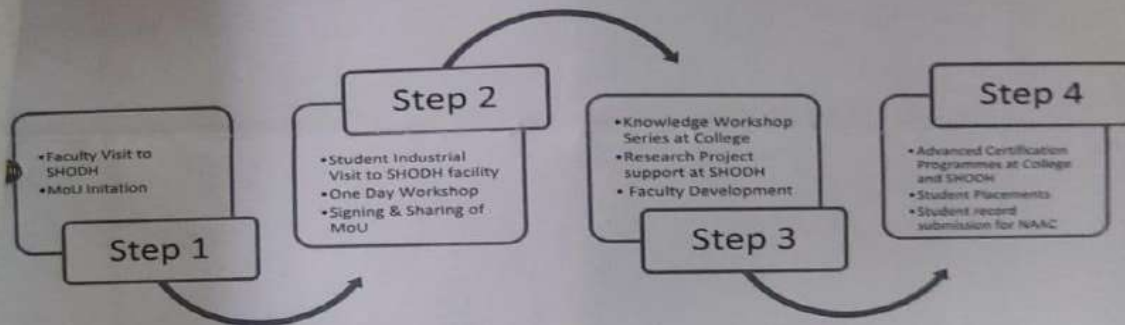 Step 1
•Faculty Visit to
SHODH
•MoU Initation
Step 2
•Student Industrial
Visit to SHODH facility
•One Day Workshop
•Signing & Sharing of
MoU
•Knowledge Workshop
Series at College
•Research Project
support at SHODH
• Faculty Development
Step 3
Step 4
•Advanced Certification
Programmes at College
and SHODH
•Student Placements
•Student record
submission for NAAC